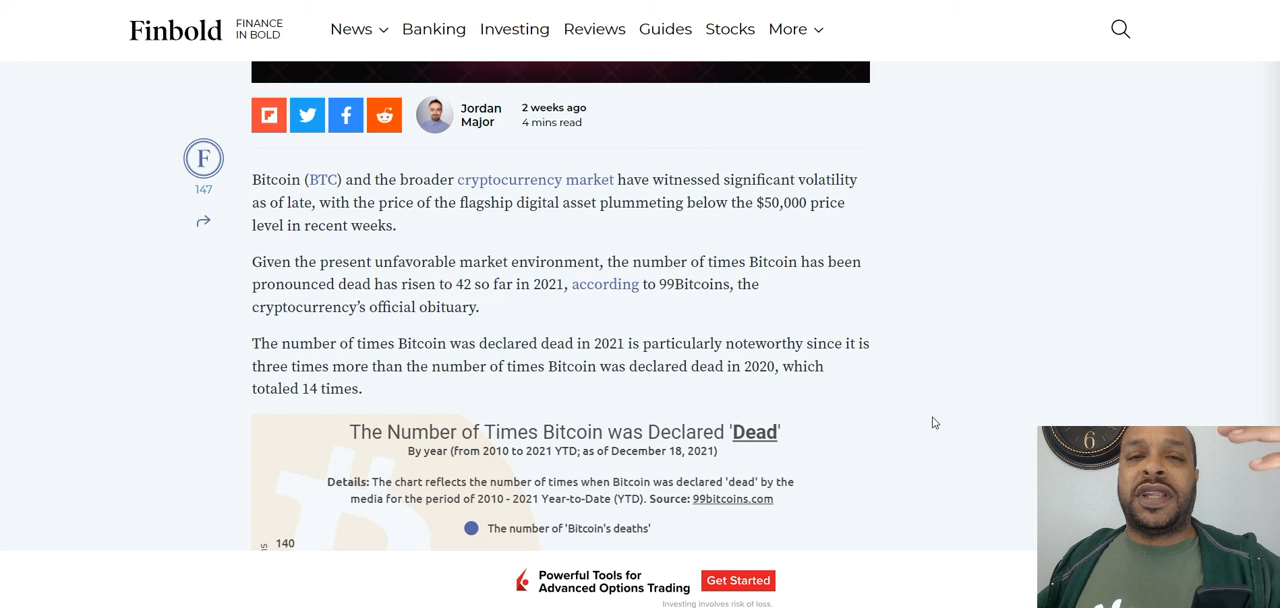 Finbold
FINANCE
IN BOLD
News
Banking
Investing
Reviews
Guides
Stocks
More
Jordan
Major
2 weeks ago
4 mins read
F
147
Bitcoin (BTC) and the broader cryptocurrency market have witnessed significant volatility
as of late, with the price of the flagship digital asset plummeting below the $50,000 price
level in recent weeks.
Given the present unfavorable market environment, the number of times Bitcoin has been
pronounced dead has risen to 42 so far in 2021, according to 99Bitcoins, the
cryptocurrency's official obituary.
The number of times Bitcoin was declared dead in 2021 is particularly noteworthy since it is
three times more than the number of times Bitcoin was declared dead in 2020, which
totaled 14 times.
The Number of Times Bitcoin was Declared 'Dead'
By year (from 2010 to 2021 YTD; as of December 18, 2021)
Details: The chart reflects the number of times when Bitcoin was declared 'dead' by the
media for the period of 2010 - 2021 Year-to-Date (YTD). Source: 99bitcoins.com
The number of 'Bitcoin's deaths'
140
Powerful Tools for
Advanced Options Trading
Get Started
Investing involves risk of loss.
6